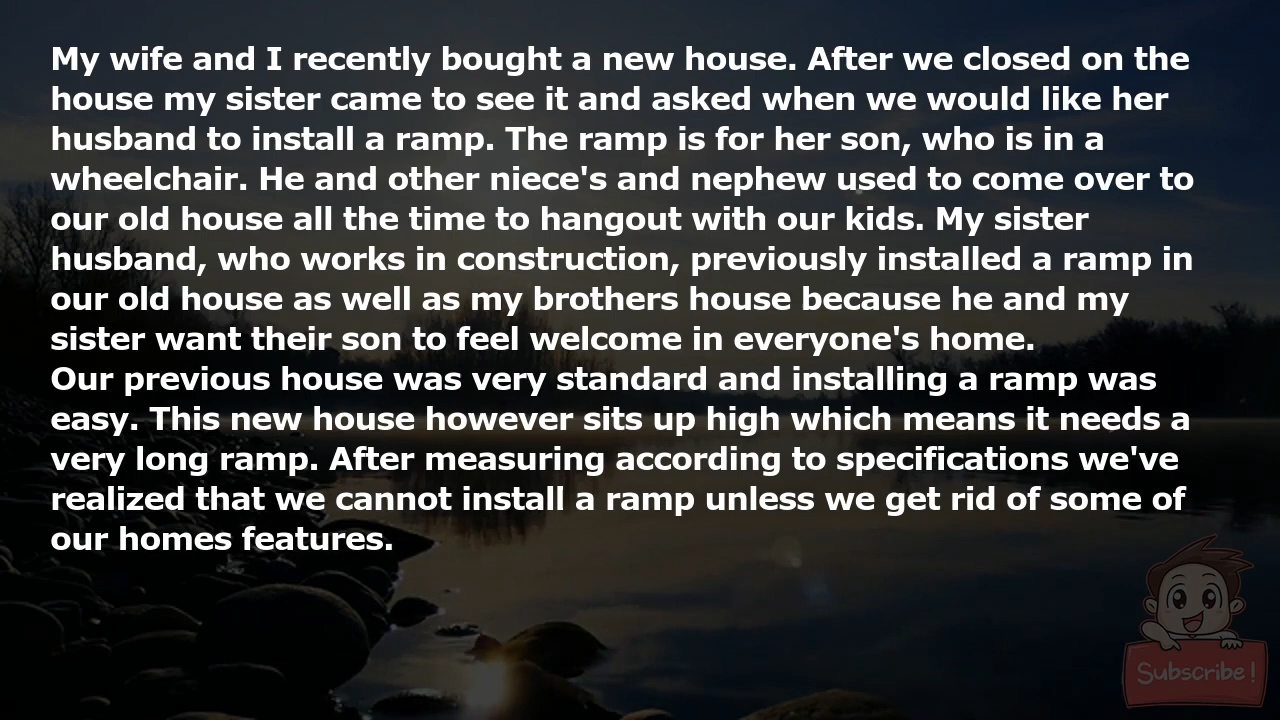 My wife and I recently bought a new house. After we closed on the
house my sister came to see it and asked when we would like her
husband to install a ramp. The ramp is for her son, who is in a
wheelchair. He and other niece's and nephew used to come over to
our old house all the time to hangout with our kids. My sister
husband, who works in construction, previously installed a ramp in
our old house as well as my brothers house because he and my
sister want their son to feel welcome in everyone's home.
Our previous house was very standard and installing a ramp was
easy. This new house however sits up high which means it needs a
very long ramp. After measuring according to specifications we've
realized that we cannot install a ramp unless we get rid of some of
our homes features.
Subscribe!